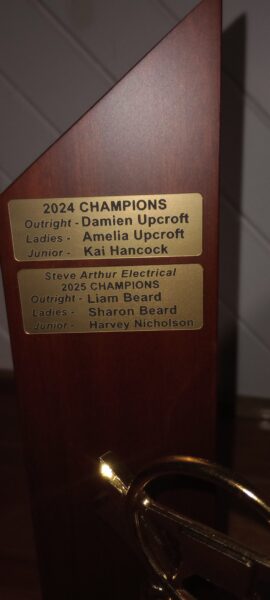 2024 CHAMPIONS
Outright - Damien Upcroft
Ladies - Amelia Upcroft
Junior - Kai Hancock
Steve Arthur Electrical
2025 CHAMPIONS
Outright - Liam Beard
Ladies - Sharon Beard
Junior - Harvey Nicholson